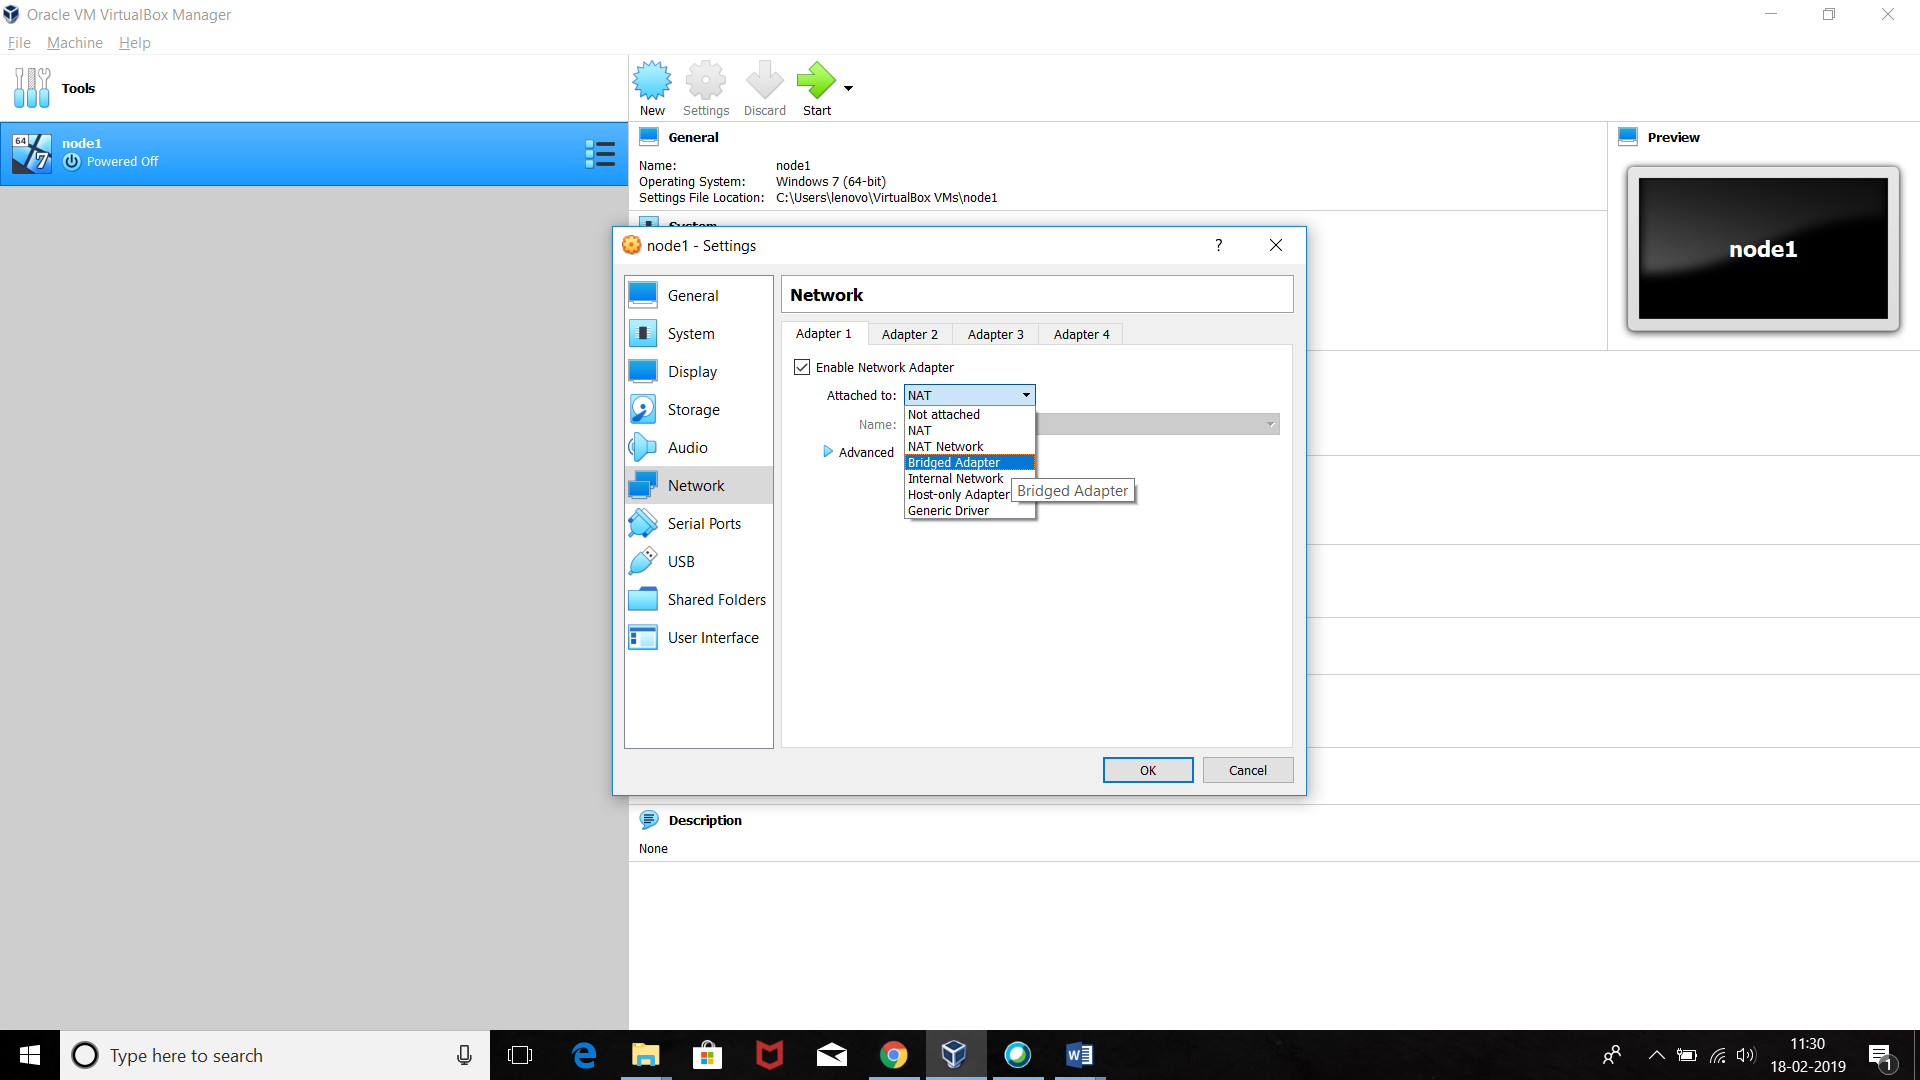 Oracle VM VirtualBox Manager
File Machine Help
Tools
New Settings Discard Start
64
7
node1
Powered Off
General
Name: node1
Operating System: Windows 7 (64-bit)
Settings File Location: C:\Users\lenovo\VirtualBox VMs\node1
System
Preview
node1
node1 - Settings
?
General
System
Display
Storage
Audio
Network
Serial Ports
USB
Shared Folders
User Interface
Network
Adapter 1 Adapter 2 Adapter 3 Adapter 4
Enable Network Adapter
Attached to: NAT
Name:
Advanced
Not attached
NAT
NAT Network
Bridged Adapter
Internal Network
Host-only Adapter
Generic Driver
Bridged Adapter
OK Cancel
Description
None
Type here to search
11:30
18-02-2019
1